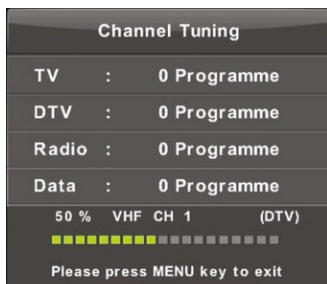 Channel Tuning
TV : 0 Programme
DTV : 0 Programme
Radio : 0 Programme
Data : 0 Programme
50 % VHF CH 1 (DTV)
Please press MENU key to exit